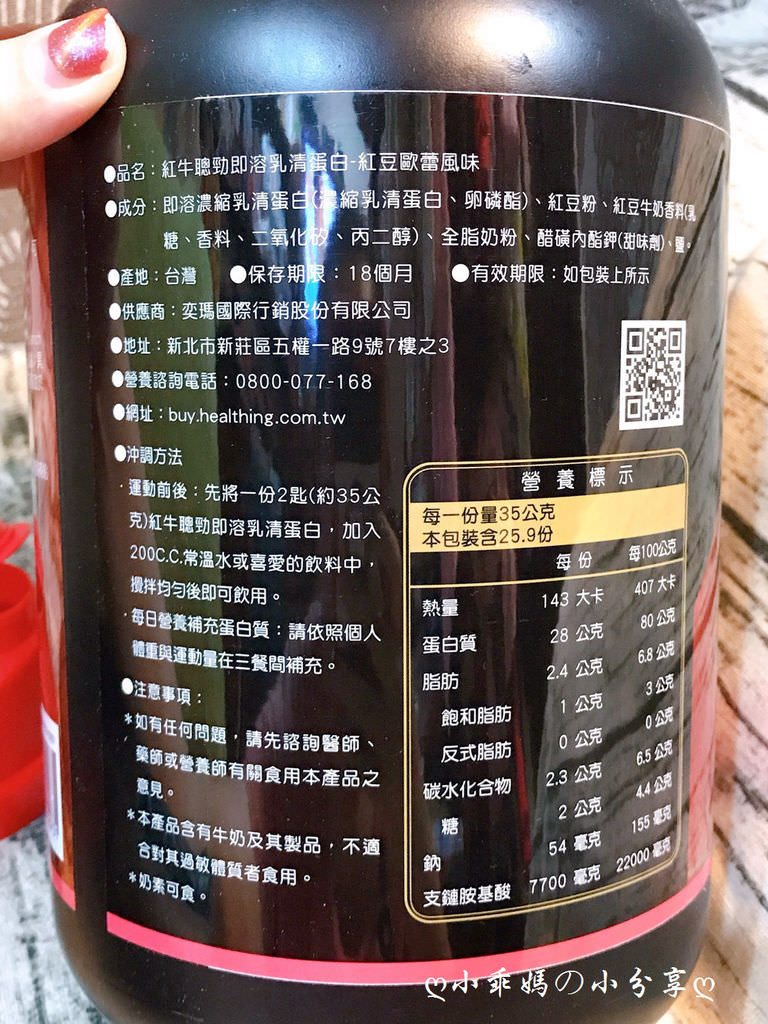 ●品名：紅牛聰勁即溶乳清蛋白-紅豆歐蕾風味
●成分：即溶濃縮乳清蛋白(濃縮乳清蛋白、卵磷酯)、紅豆粉、紅豆牛奶香料(乳
糖、香料、二氧化矽、丙二醇)、全脂奶粉、醋磺內酯鉀(甜味劑)、鹽。
●產地：台灣 ●保存期限：18個月 ●有效期限：如包裝上所示
●供應商：奕瑪國際行銷股份有限公司
●地址：新北市新莊區五權一路9號7樓之3
●營養諮詢電話：0800-077-168
●網址：buy.healthing.com.tw
●沖調方法
·運動前後：先將一份2匙(約35公
克)紅牛聰勁即溶乳清蛋白，加入
200C.C.常溫水或喜愛的飲料中，
攪拌均勻後即可飲用。
·每日營養補充蛋白質：請依照個人
體重與運動量在三餐間補充。
●注意事項：
*如有任何問題，請先諮詢醫師、
藥師或營養師有關食用本產品之
意見。
*本產品含有牛奶及其製品，不適
合對其過敏體質者食用。
*奶素可食。
營養標示
每一份量35公克
本包裝含25.9份
每份 每100公克
熱量 143 大卡 407 大卡
蛋白質 28 公克 80 公克
脂肪 2.4 公克 6.8 公克
飽和脂肪 1 公克 3 公克
反式脂肪 0 公克 0 公克
碳水化合物 2.3 公克 6.5 公克
糖 2 公克 4.4 公克
鈉 54 毫克 155 毫克
支鏈胺基酸 7700 毫克 22000 毫克
ღ小乖媽の小分享ღ